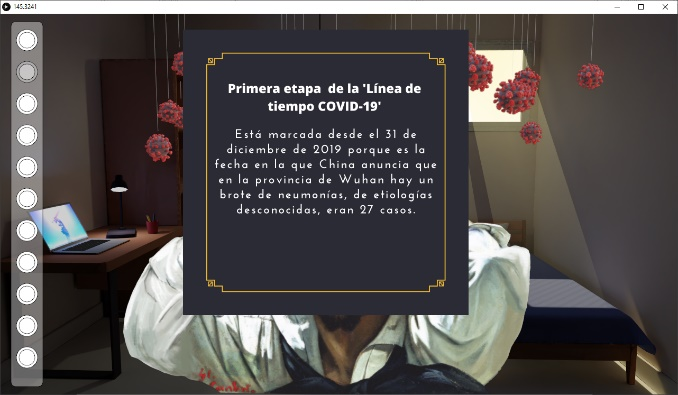 145.3241
Primera etapa de la 'Línea de
tiempo COVID-19'
Está marcada desde el 31 de
diciembre de 2019 porque es la
fecha en la que China anuncia que
en la provincia de Wuhan hay un
brote de neumonías, de etiologías
desconocidas, eran 27 casos.